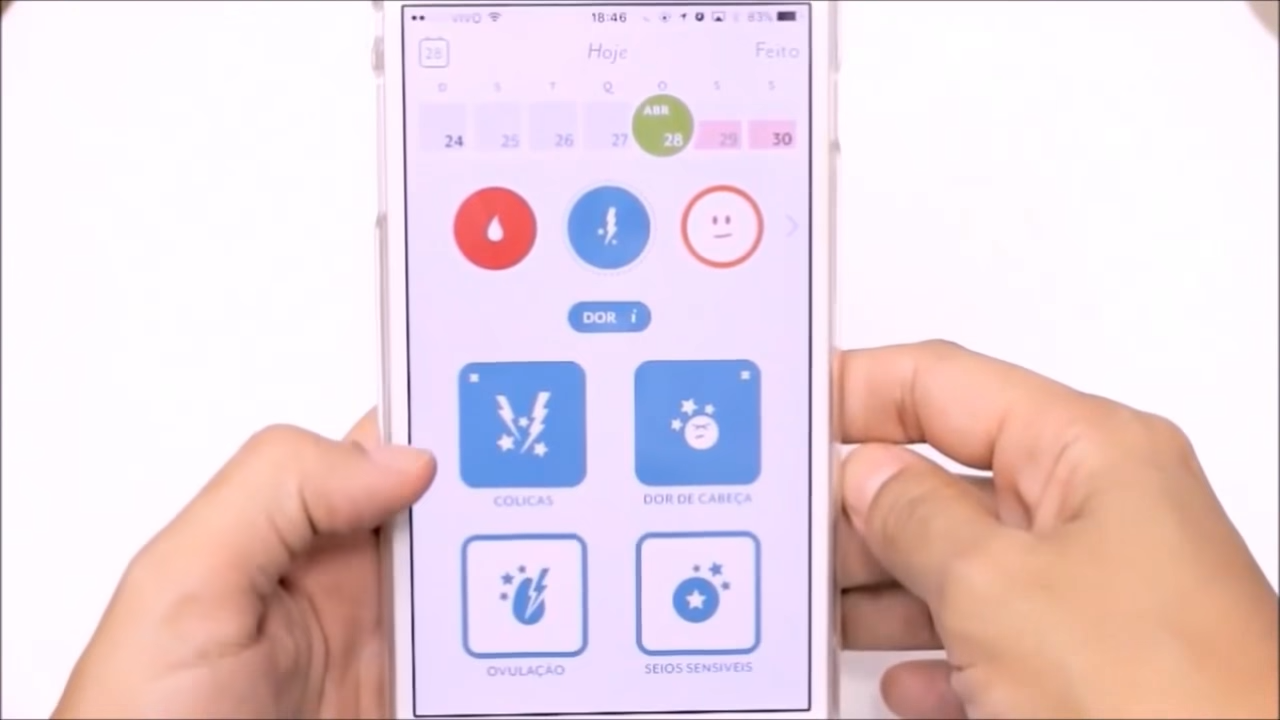 VIVO 18:46 83%
28 Hoje Feito
D S T Q Q S S
ABR
24 25 26 27 28 29 30
DOR i
COLICAS DOR DE CABEÇA
OVULAÇÃO SEIOS SENSIVEIS